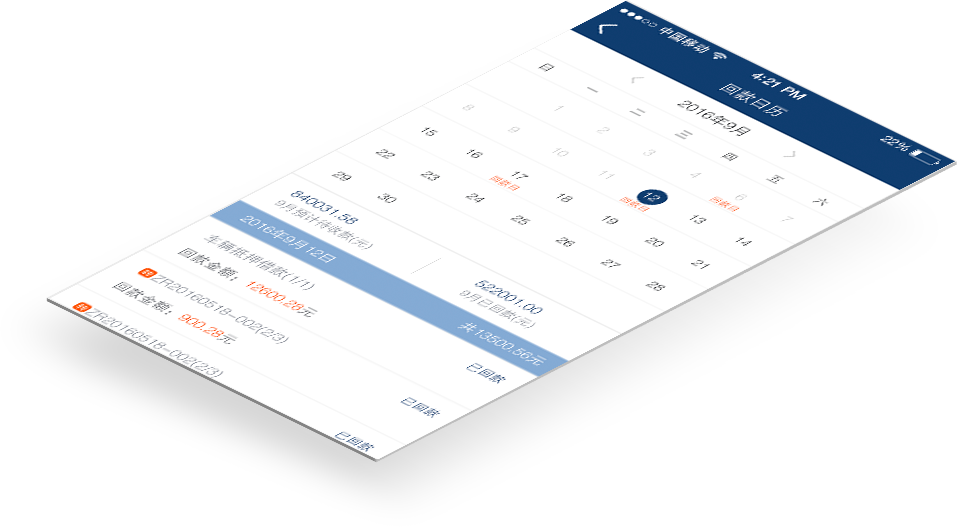 中国移动 4:21 PM 22%
回款日历
2016年9月
日 一 二 三 四 五 六
1 2 3 4 6 7
回款日
8 9 10 11 12 13 14
回款日
15 16 17 18 19 20 21
回款日
22 23 24 25 26 27 28
29 30
840031.58 522001.00
9月预计待收款(元) 9月已回款(元)
2016年9月12日 共13500.56元
车辆抵押借款(1/1)
回款金额：12600.28元 已回款
转 ZR20160518-002(2/3)
回款金额：900.28元 已回款
转 ZR20160518-002(2/3)
已回款